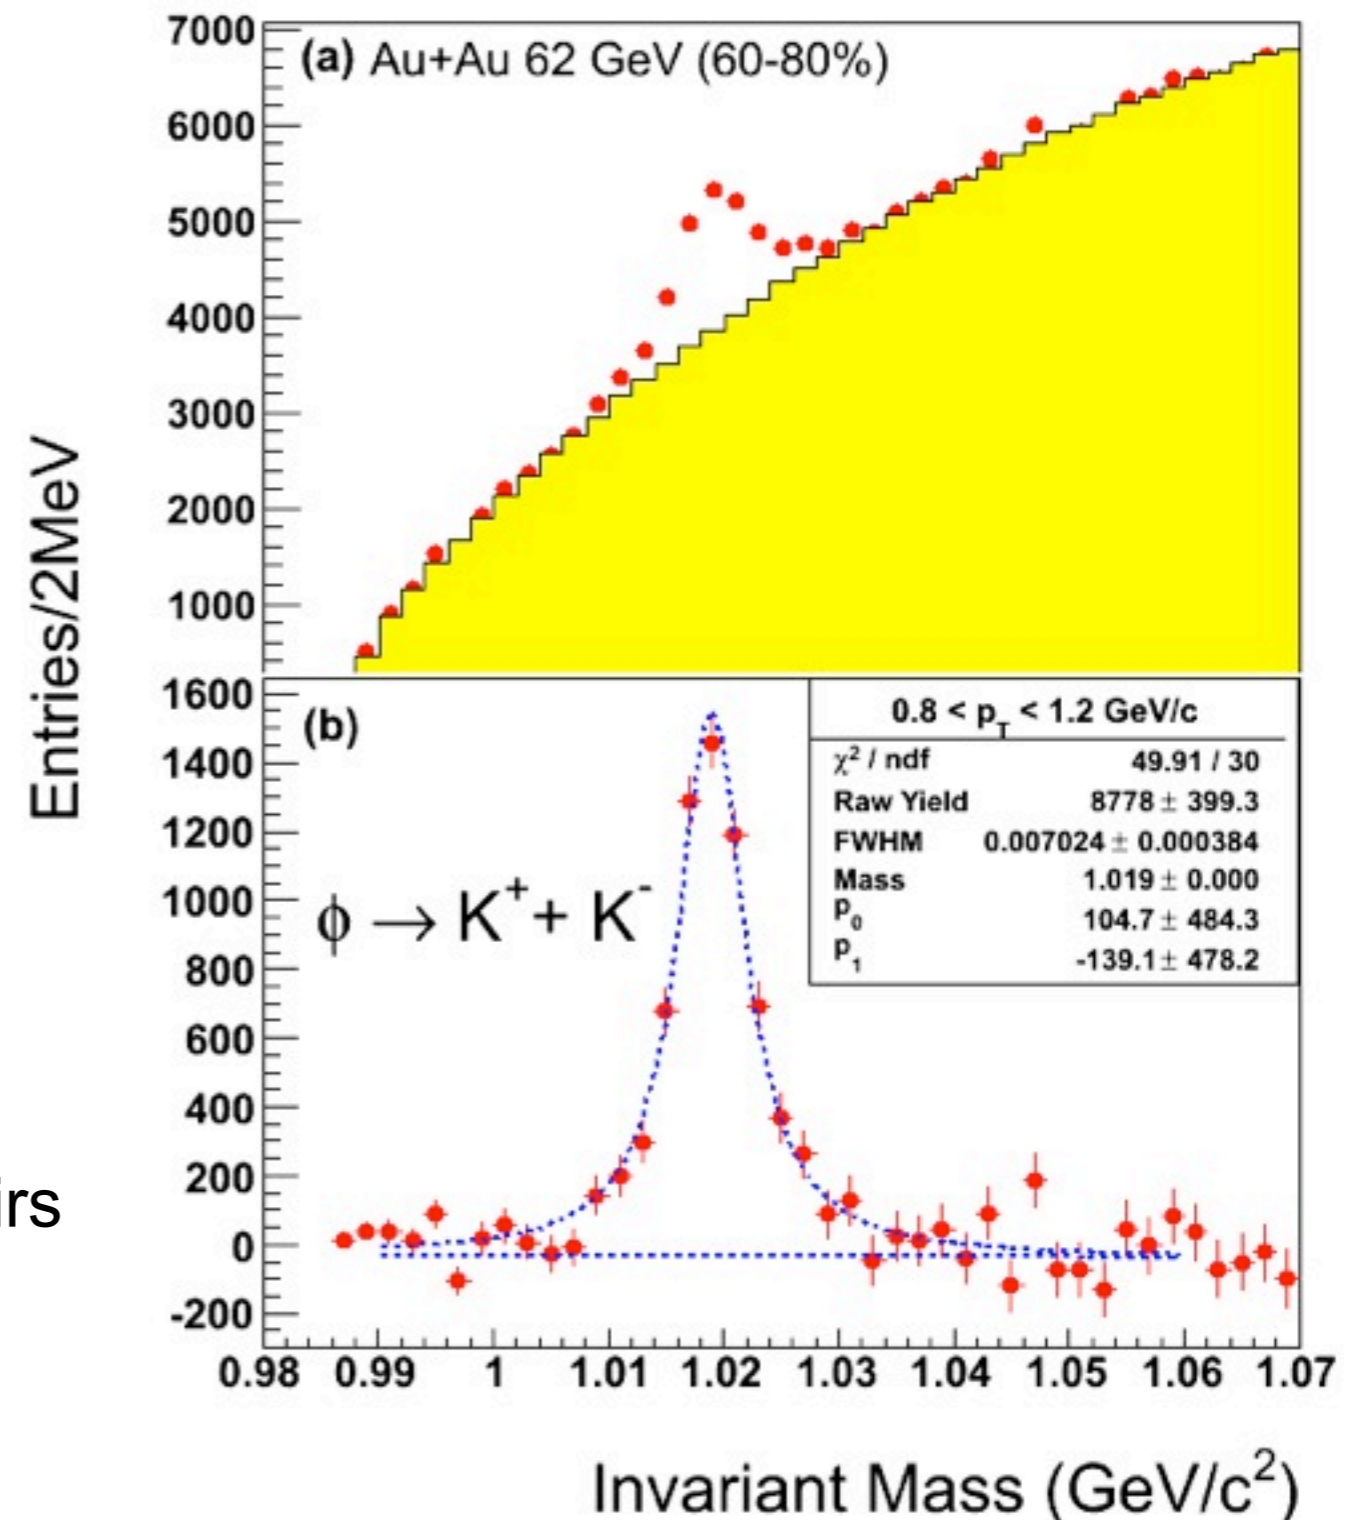 (a) Au+Au 62 GeV (60-80%)
7000
6000
5000
4000
3000
2000
1000
Entries/2MeV
(b)
1600
1400
1200
1000
800
600
400
200
0
-200
0.8 < p_T < 1.2 GeV/c
χ² / ndf 49.91 / 30
Raw Yield 8778 ± 399.3
FWHM 0.007024 ± 0.000384
Mass 1.019 ± 0.000
p₀ 104.7 ± 484.3
p₁ -139.1 ± 478.2
ϕ → K⁺ + K⁻
irs
0.98 0.99 1 1.01 1.02 1.03 1.04 1.05 1.06 1.07
Invariant Mass (GeV/c²)